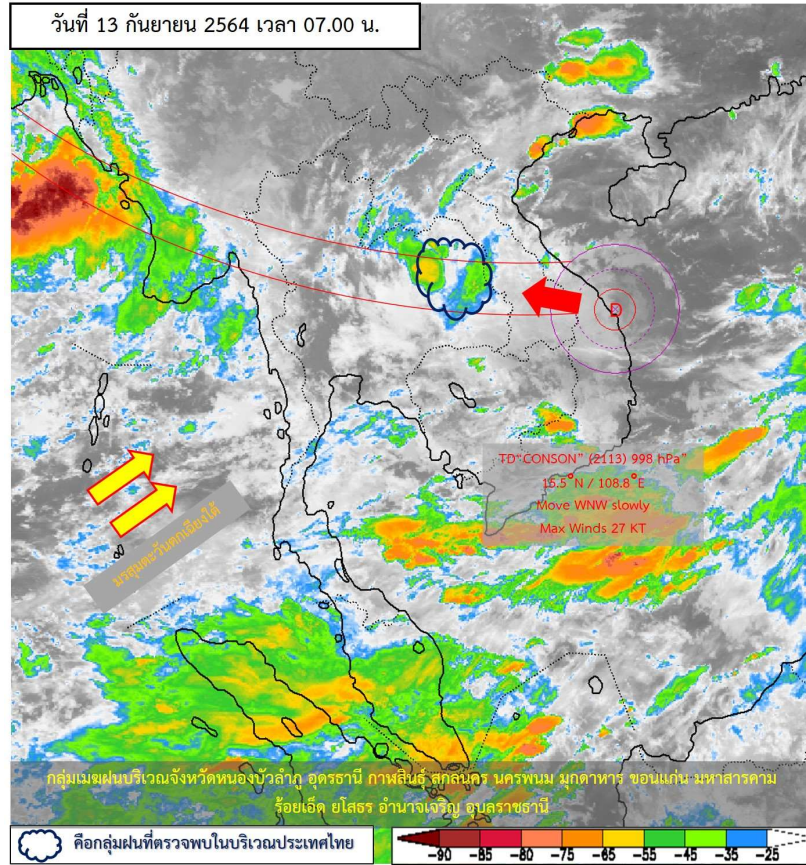 วันที่ 13 กันยายน 2564 เวลา 07.00 น.
D
TD"CONSON" (2113) 998 hPa"
15.5°N / 108.8°E
Move WNW slowly
Max Winds 27 KT
มรสุมตะวันตกเฉียงใต้
กลุ่มเมฆฝนบริเวณจังหวัดหนองบัวลำภู อุดรธานี กาฬสินธุ์ สกลนคร นครพนม มุกดาหาร ขอนแก่น มหาสารคาม
ร้อยเอ็ด ยโสธร อำนาจเจริญ อุบลราชธานี
คือกลุ่มฝนที่ตรวจพบในบริเวณประเทศไทย
-90 -85 -80 -75 -65 -55 -45 -35 -25